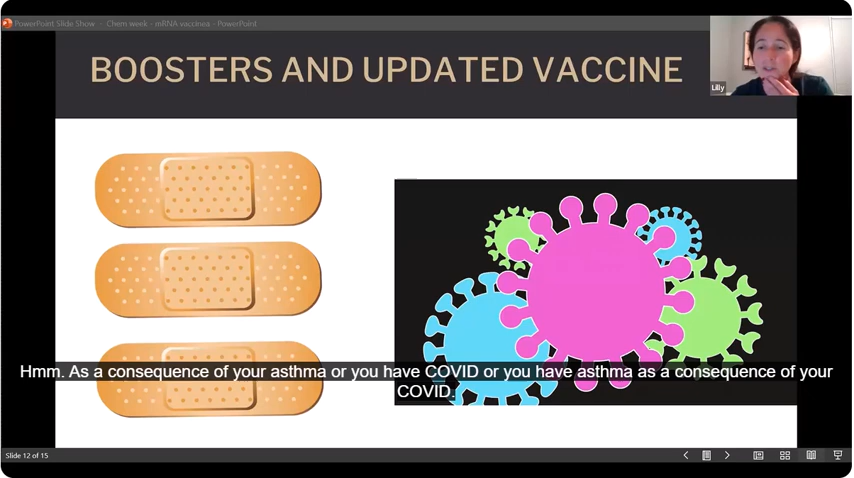 PowerPoint Slide Show - Chem week - mRNA vaccinea - PowerPoint
BOOSTERS AND UPDATED VACCINE
Lilly
Hmm. As a consequence of your asthma or you have COVID or you have asthma as a consequence of your
COVID.
Slide 12 of 15